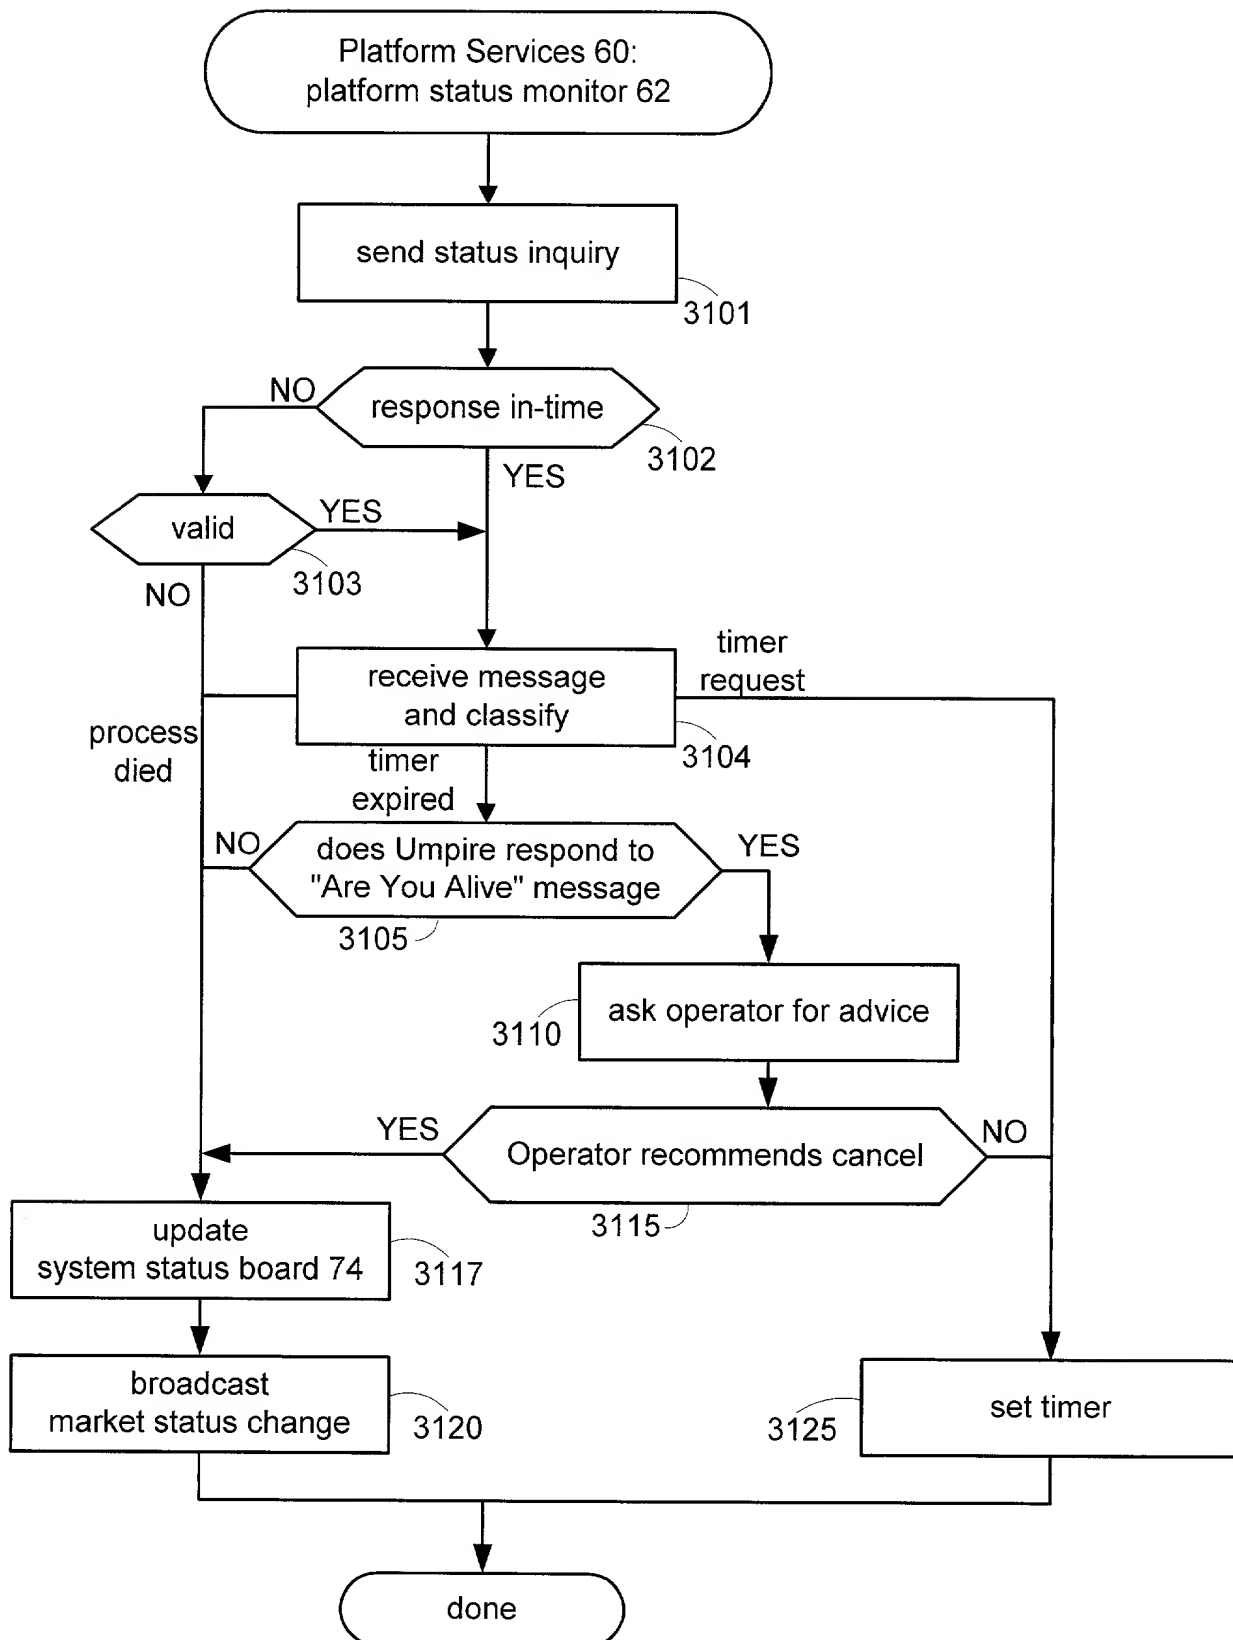 Platform Services 60:
platform status monitor 62
send status inquiry
3101
NO
response in-time
3102
YES
valid
YES
3103
NO
timer
request
receive message
and classify
3104
process
died
timer
expired
NO
does Umpire respond to
"Are You Alive" message
YES
3105
ask operator for advice
3110
YES
Operator recommends cancel
NO
3115
update
system status board 74
3117
broadcast
market status change
3120
set timer
3125
done